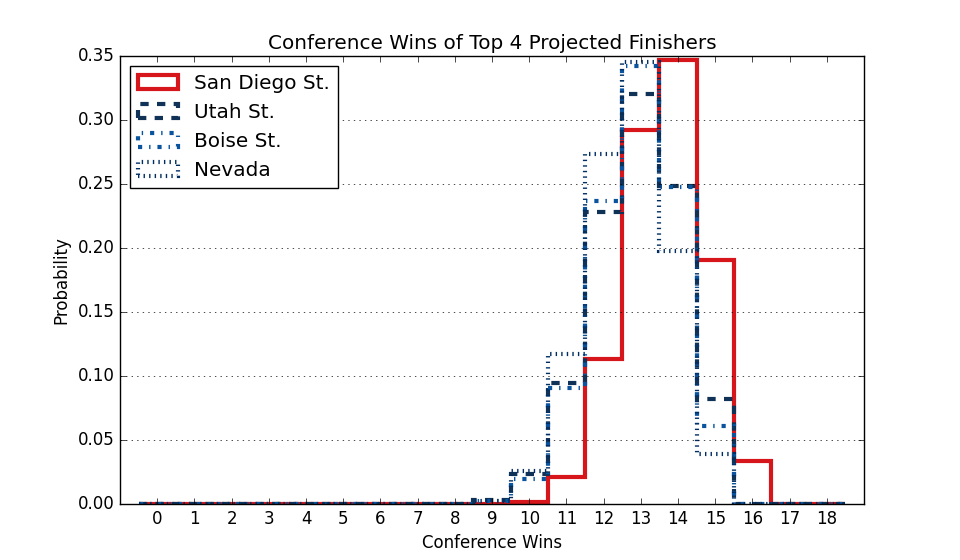 Conference Wins of Top 4 Projected Finishers
San Diego St.
Utah St.
Boise St.
Nevada
0.35
0.30
0.25
0.20
0.15
0.10
0.05
0.00
Probability
0 1 2 3 4 5 6 7 8 9 10 11 12 13 14 15 16 17 18
Conference Wins